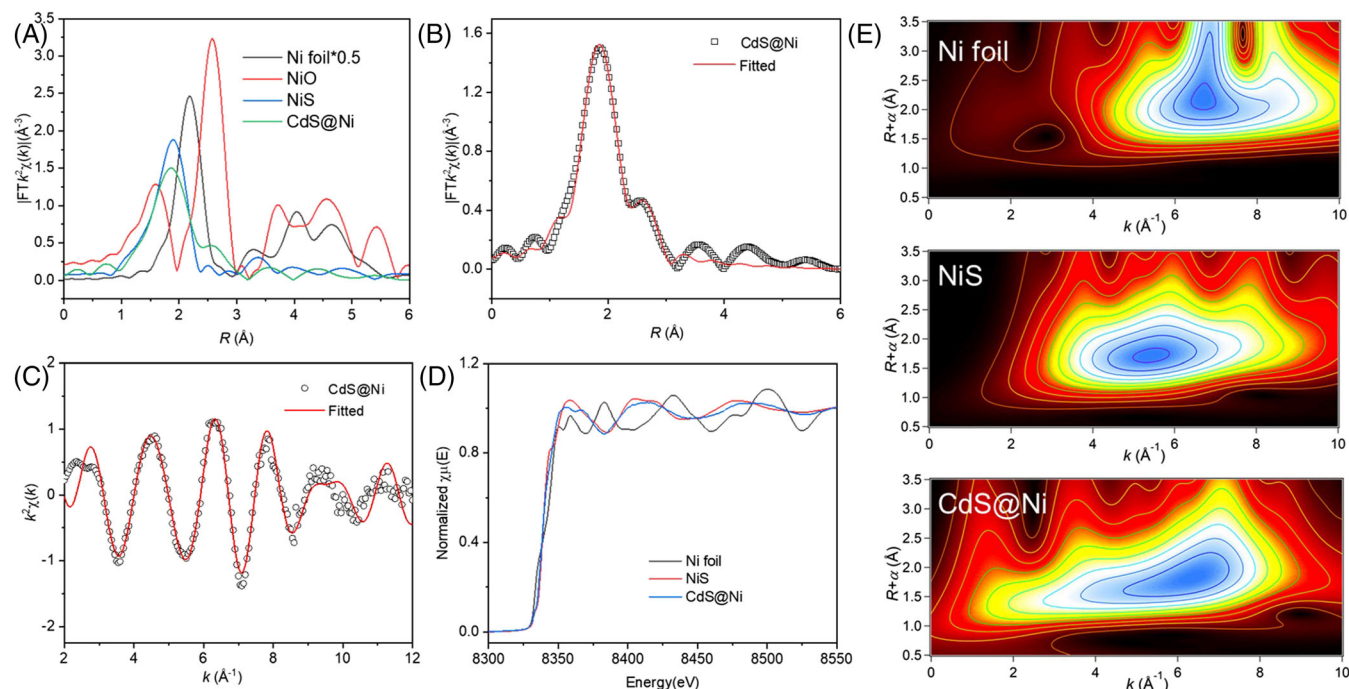 (A)
|FTk²χ(k)|(Å⁻³)
3.5
3.0
2.5
2.0
1.5
1.0
0.5
0.0
Ni foil*0.5
NiO
NiS
CdS@Ni
0 1 2 3 4 5 6
R (Å)
(B)
|FTk²χ(k)|(Å⁻³)
1.6
1.2
0.8
0.4
0.0
CdS@Ni
Fitted
0 2 4 6
R (Å)
(C)
k²χ(k)
2
1
0
-1
-2
CdS@Ni
Fitted
2 4 6 8 10 12
k (Å⁻¹)
(D)
Normalized χμ(E)
1.2
0.8
0.4
0.0
Ni foil
NiS
CdS@Ni
8300 8350 8400 8450 8500 8550
Energy(eV)
(E)
Ni foil
R+α (Å)
3.5
3.0
2.5
2.0
1.5
1.0
0.5
0 2 4 6 8 10
k (Å⁻¹)
NiS
R+α (Å)
3.5
3.0
2.5
2.0
1.5
1.0
0.5
0 2 4 6 8 10
k (Å⁻¹)
CdS@Ni
R+α (Å)
3.5
3.0
2.5
2.0
1.5
1.0
0.5
0 2 4 6 8 10
k (Å⁻¹)